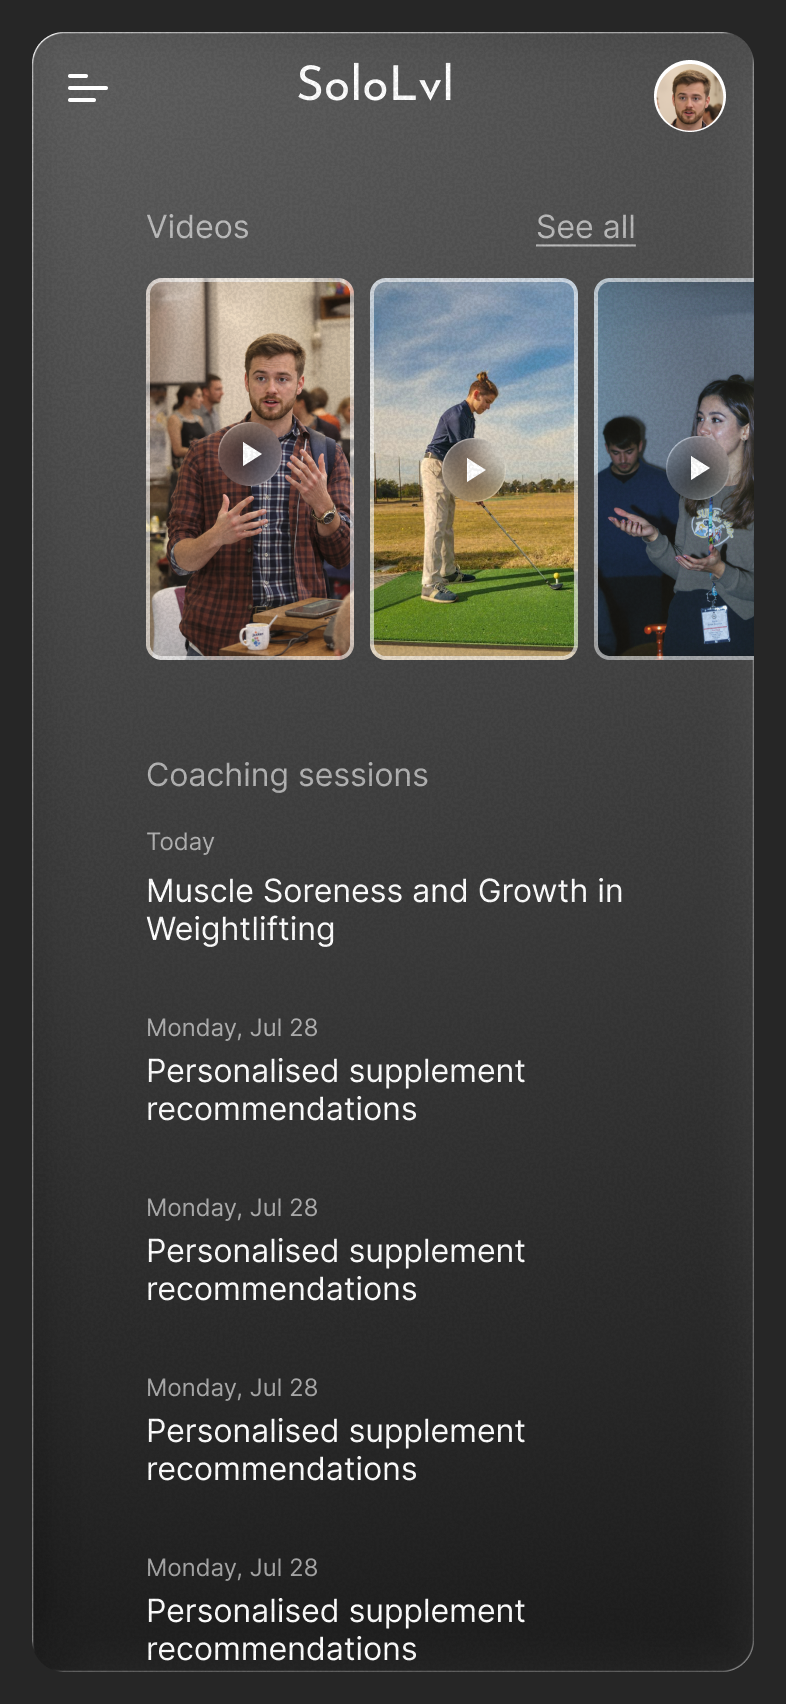 SoloLvl
Videos
See all
Coaching sessions
Today
Muscle Soreness and Growth in
Weightlifting
Monday, Jul 28
Personalised supplement
recommendations
Monday, Jul 28
Personalised supplement
recommendations
Monday, Jul 28
Personalised supplement
recommendations
Monday, Jul 28
Personalised supplement
recommendations